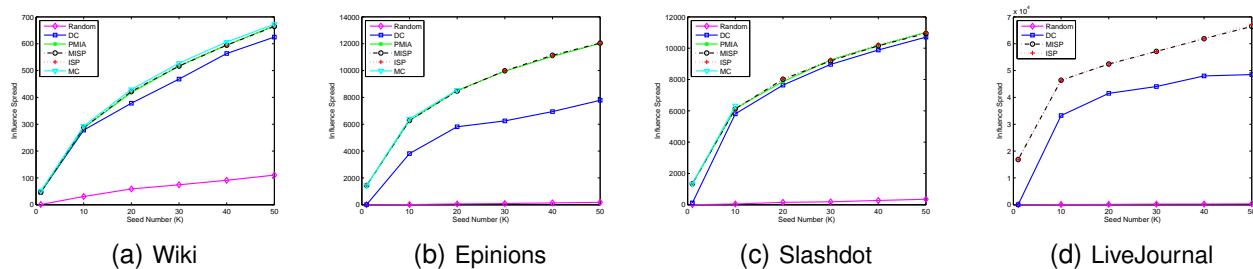 700
600
500
400
300
200
100
0
Influence Spread
Random
DC
PMIA
MISP
ISP
MC
0 10 20 30 40 50
Seed Number (K)
(a) Wiki
14000
12000
10000
8000
6000
4000
2000
0
Influence Spread
Random
DC
PMIA
MISP
ISP
MC
0 10 20 30 40 50
Seed Number (K)
(b) Epinions
12000
10000
8000
6000
4000
2000
0
Influence Spread
Random
DC
PMIA
MISP
ISP
MC
0 10 20 30 40 50
Seed Number (K)
(c) Slashdot
x 10^4
7
6
5
4
3
2
1
0
Influence Spread
Random
DC
MISP
ISP
0 10 20 30 40 50
Seed Number (K)
(d) LiveJournal